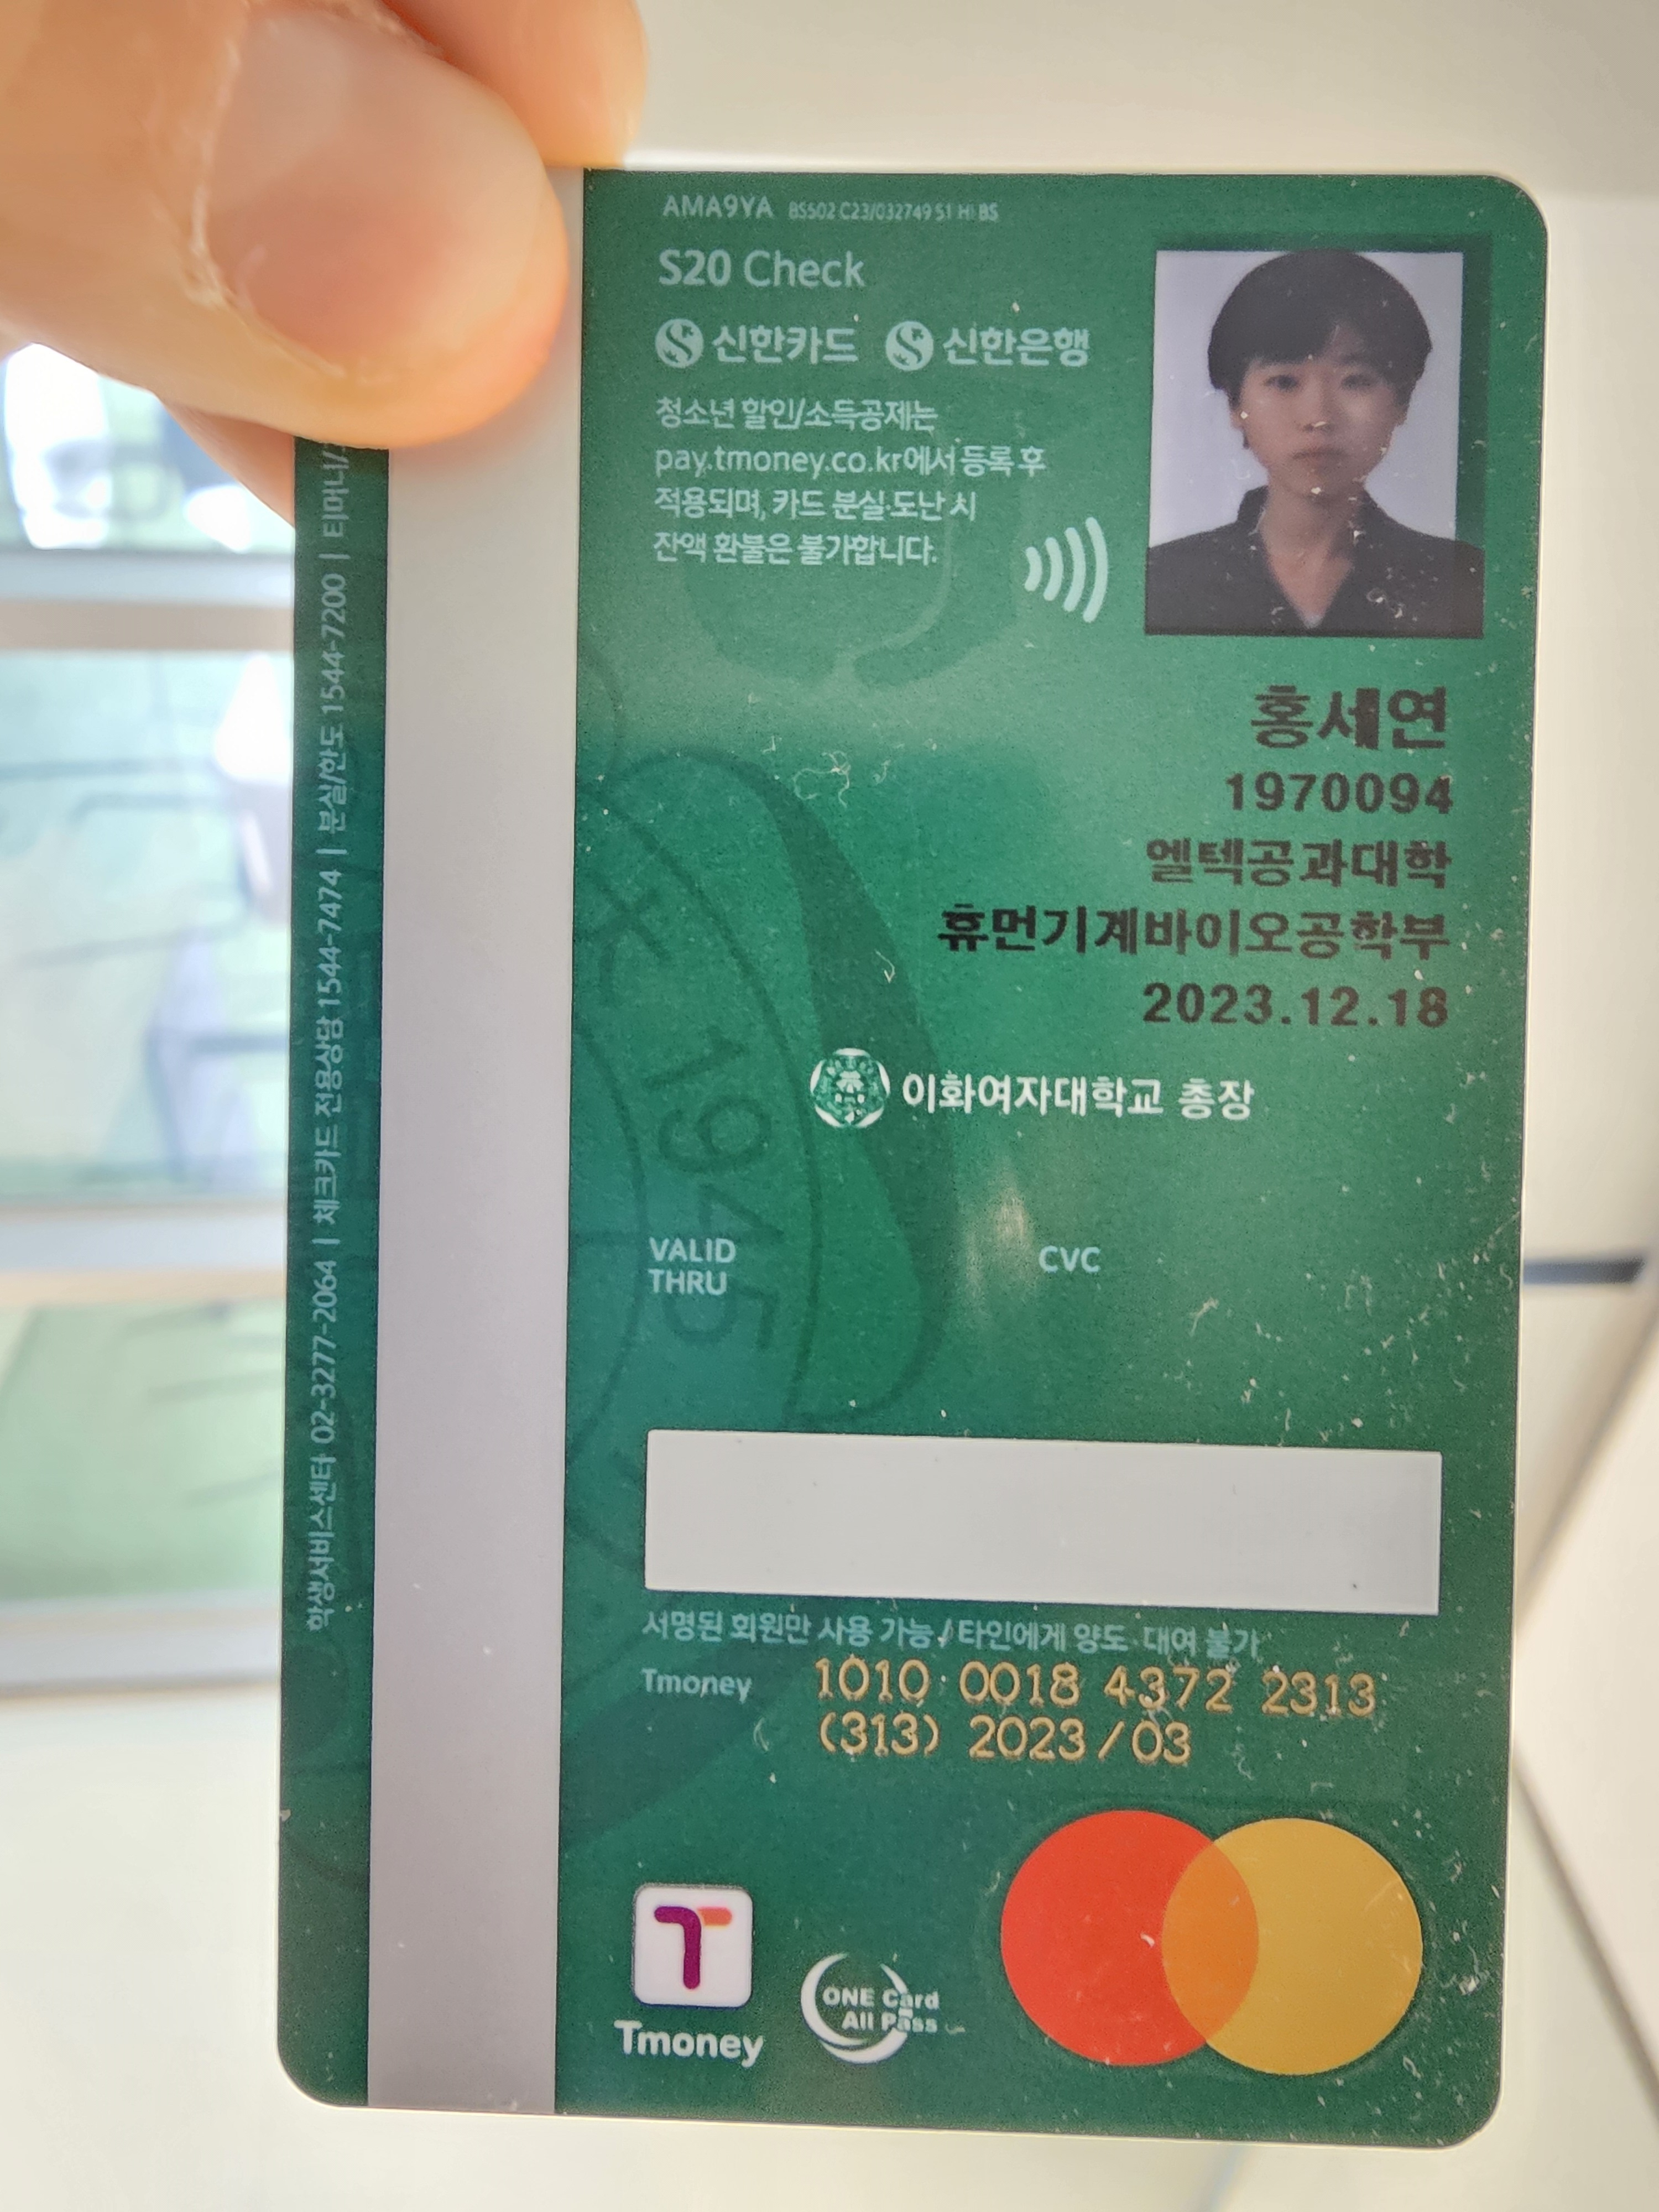 AMA9YA BS502 C23/032749 S1 Hi BS
S20 Check
신한카드 신한은행
청소년 할인/소득공제는
pay.tmoney.co.kr에서 등록 후
적용되며, 카드 분실·도난 시
잔액 환불은 불가합니다.
홍세연
1970094
엘텍공과대학
휴먼기계바이오공학부
2023.12.18
이화여자대학교 총장
1945
VALID
THRU
CVC
서명된 회원만 사용 가능 / 타인에게 양도·대여 불가
Tmoney 1010 0018 4372 2313
(313) 2023/03
Tmoney
ONE Card
All Pass
학생서비스센터 02-3277-2064 | 체크카드 전용상담 1544-7474 | 분실/한도 1544-7200 | 티머니/